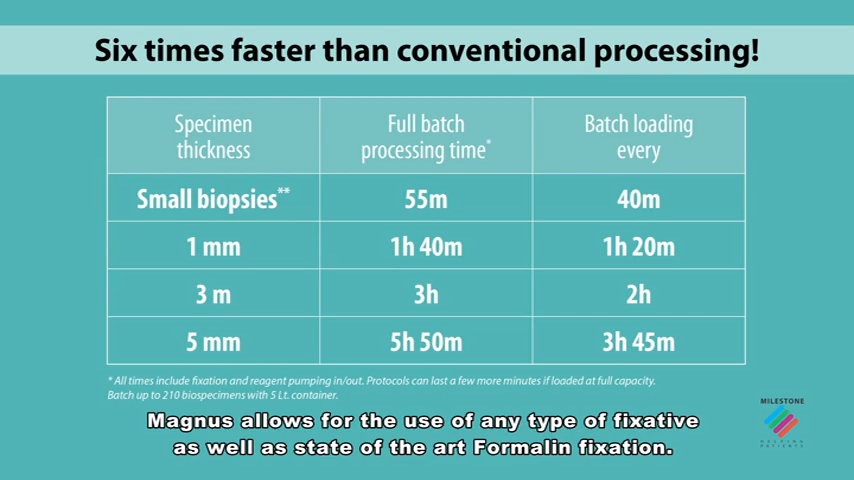 Six times faster than conventional processing!
Specimen thickness
Full batch processing time*
Batch loading every
Small biopsies** 55m 40m
1 mm 1h 40m 1h 20m
3 m 3h 2h
5 mm 5h 50m 3h 45m
* All times include fixation and reagent pumping in/out. Protocols can last a few more minutes if loaded at full capacity.
Batch up to 210 biospecimens with 5 Lt. container.
Magnus allows for the use of any type of fixative
as well as state of the art Formalin fixation.
MILESTONE
HELPING
PATIENTS